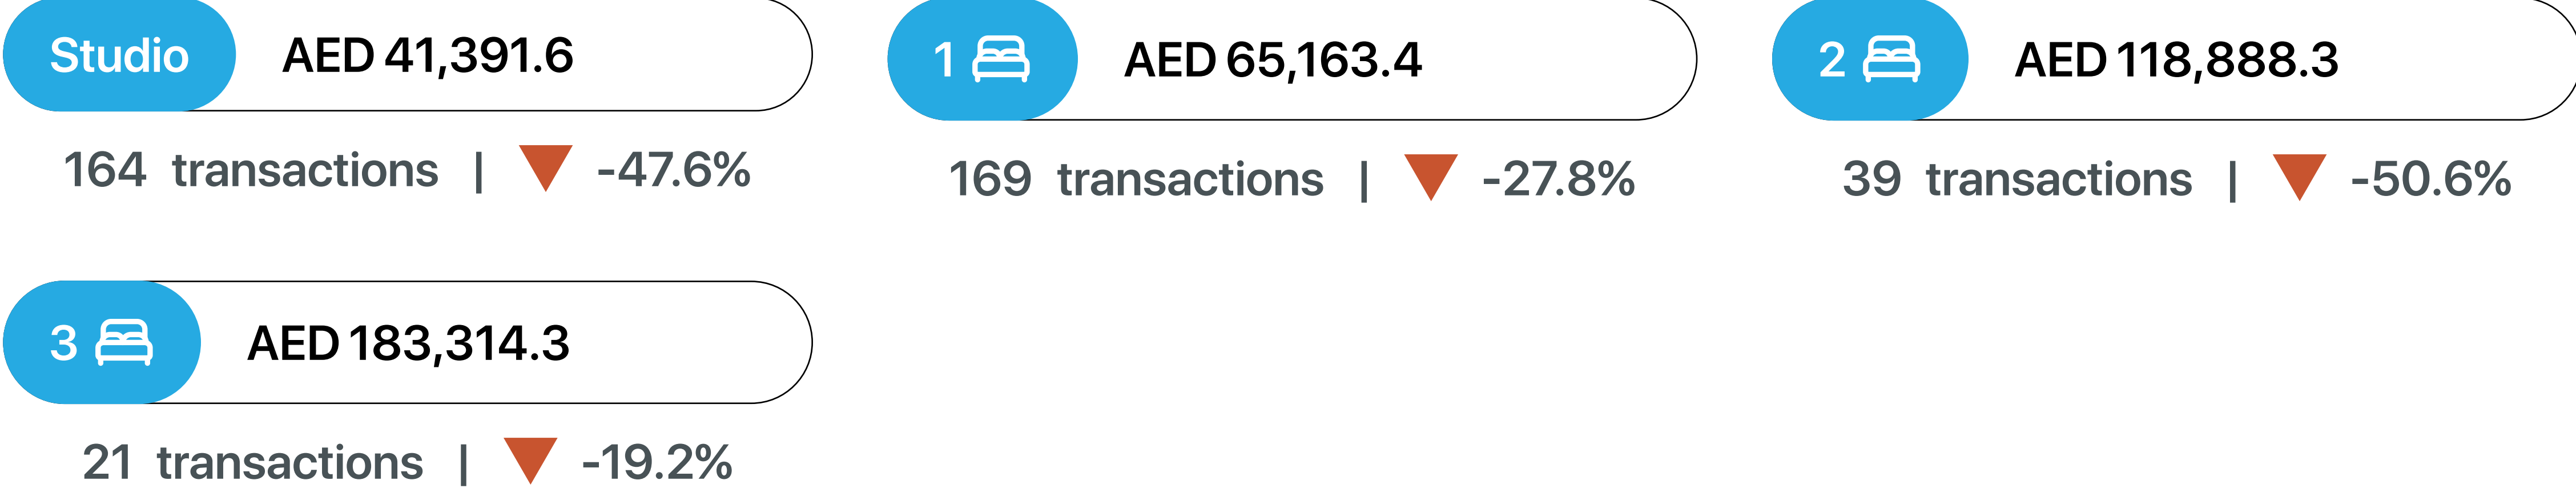 Studio AED 41,391.6
164 transactions | -47.6%
1 AED 65,163.4
169 transactions | -27.8%
2 AED 118,888.3
39 transactions | -50.6%
3 AED 183,314.3
21 transactions | -19.2%